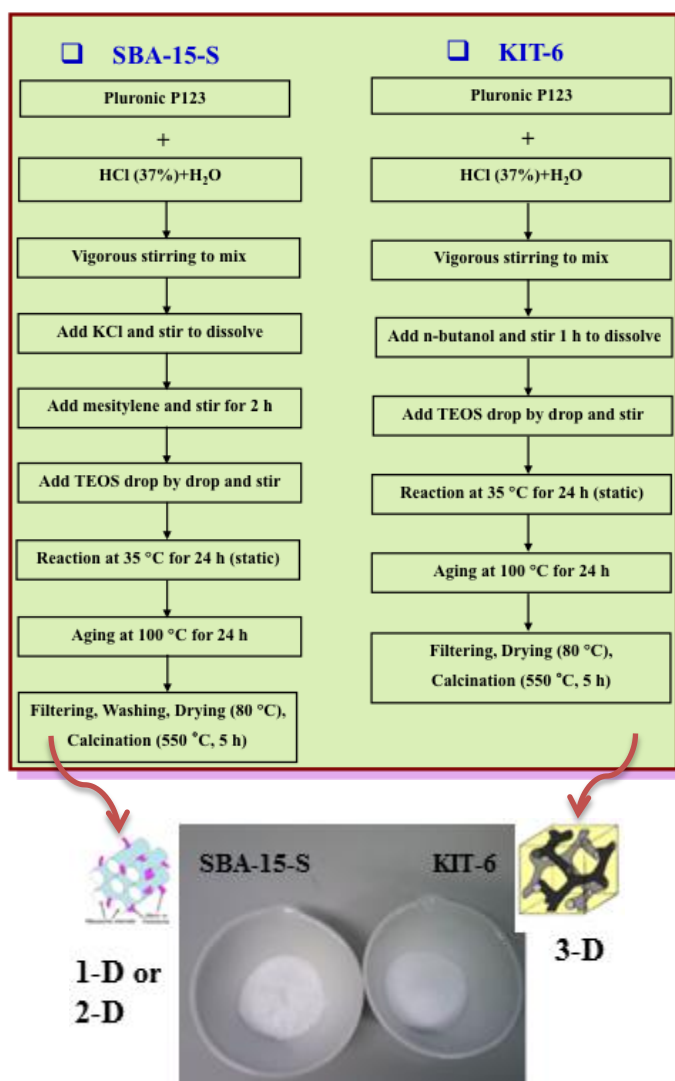 ❑ SBA-15-S
Pluronic P123
+
HCl (37%)+H₂O
Vigorous stirring to mix
Add KCl and stir to dissolve
Add mesitylene and stir for 2 h
Add TEOS drop by drop and stir
Reaction at 35 °C for 24 h (static)
Aging at 100 °C for 24 h
Filtering, Washing, Drying (80 °C),
Calcination (550 °C, 5 h)
❑ KIT-6
Pluronic P123
+
HCl (37%)+H₂O
Vigorous stirring to mix
Add n-butanol and stir 1 h to dissolve
Add TEOS drop by drop and stir
Reaction at 35 °C for 24 h (static)
Aging at 100 °C for 24 h
Filtering, Drying (80 °C),
Calcination (550 °C, 5 h)
SBA-15-S
KIT-6
1-D or
2-D
3-D